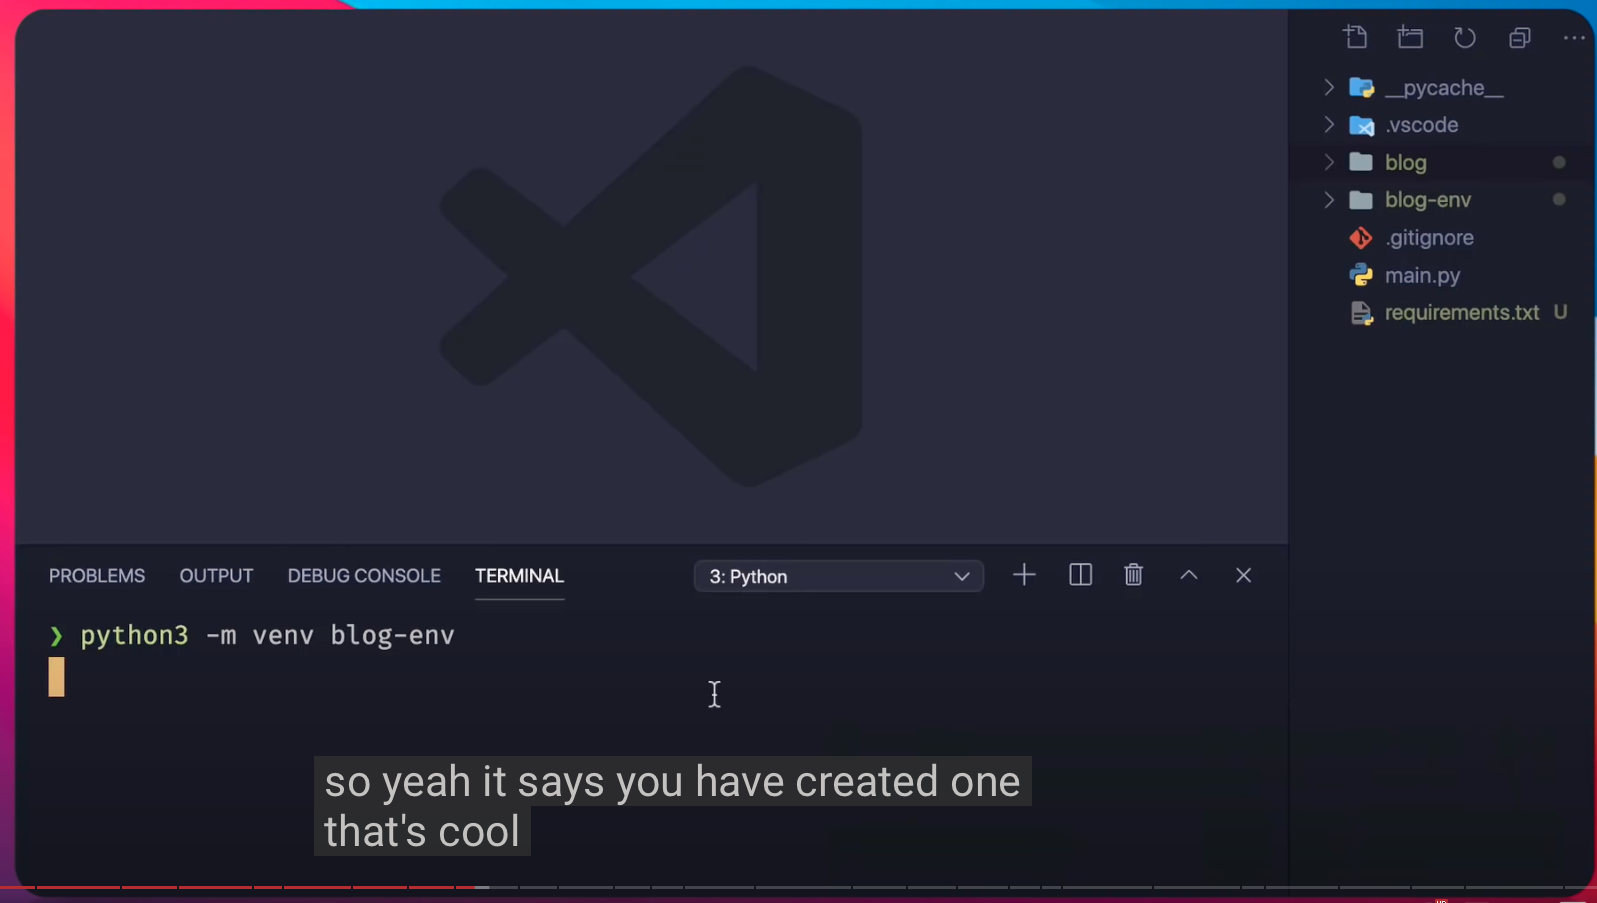 __pycache__
.vscode
blog
blog-env
.gitignore
main.py
requirements.txt U
PROBLEMS OUTPUT DEBUG CONSOLE TERMINAL 3: Python
❯ python3 -m venv blog-env
so yeah it says you have created one
that's cool